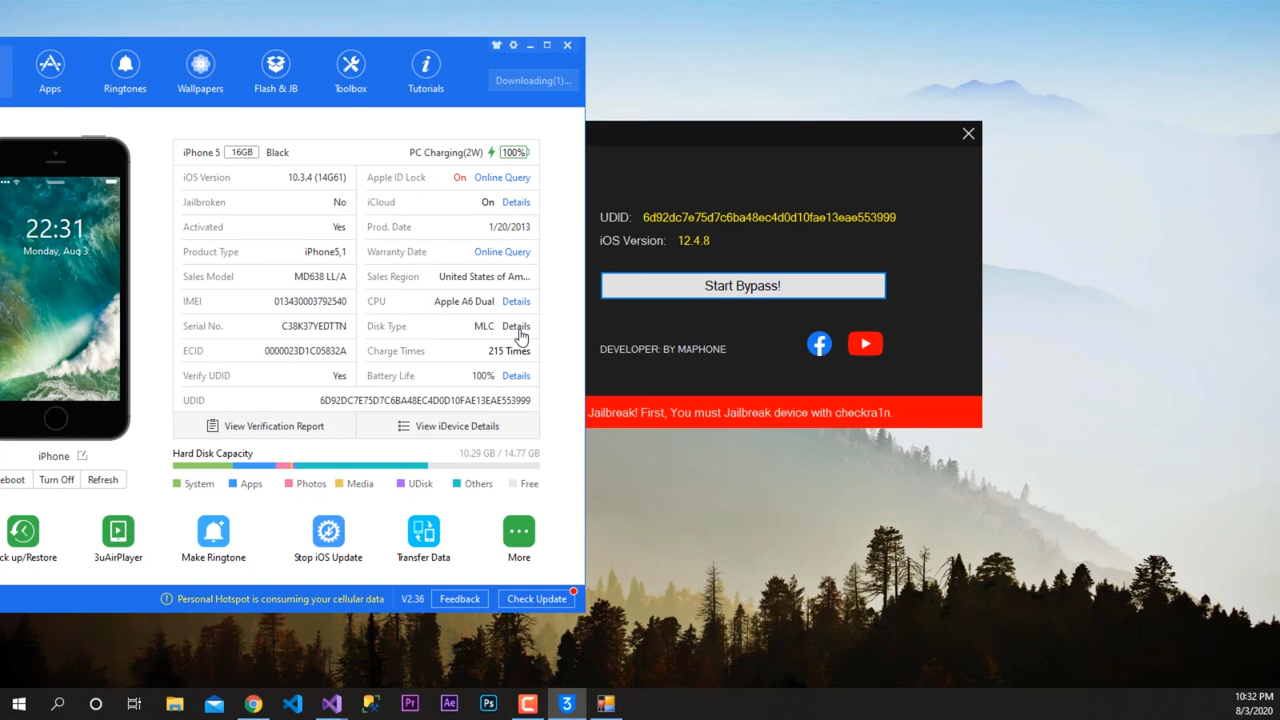 Apps
Ringtones
Wallpapers
Flash & JB
Toolbox
Tutorials
Downloading(1)...
22:31
Monday, Aug 3
iPhone
eboot
Turn Off
Refresh
iPhone 5 16GB Black
PC Charging(2W) 100%
iOS Version 10.3.4 (14G61)
Apple ID Lock On Online Query
Jailbroken No
iCloud On Details
Activated Yes
Prod. Date 1/20/2013
Product Type iPhone5,1
Warranty Date Online Query
Sales Model MD638 LL/A
Sales Region United States of Am...
IMEI 013430003792540
CPU Apple A6 Dual Details
Serial No. C38K37YEDTTN
Disk Type MLC Details
ECID 0000023D1C05832A
Charge Times 215 Times
Verify UDID Yes
Battery Life 100% Details
UDID 6D92DC7E75D7C6BA48EC4D0D10FAE13EAE553999
View Verification Report
View iDevice Details
Hard Disk Capacity 10.29 GB / 14.77 GB
System Apps Photos Media UDisk Others Free
ck up/Restore
3uAirPlayer
Make Ringtone
Stop iOS Update
Transfer Data
More
Personal Hotspot is consuming your cellular data
V2.36
Feedback
Check Update
UDID: 6d92dc7e75d7c6ba48ec4d0d10fae13eae553999
iOS Version: 12.4.8
Start Bypass!
DEVELOPER: BY MAPHONE
Jailbreak! First, You must Jailbreak device with checkra1n.
Pr
Ae
Ps
3
10:32 PM
8/3/2020